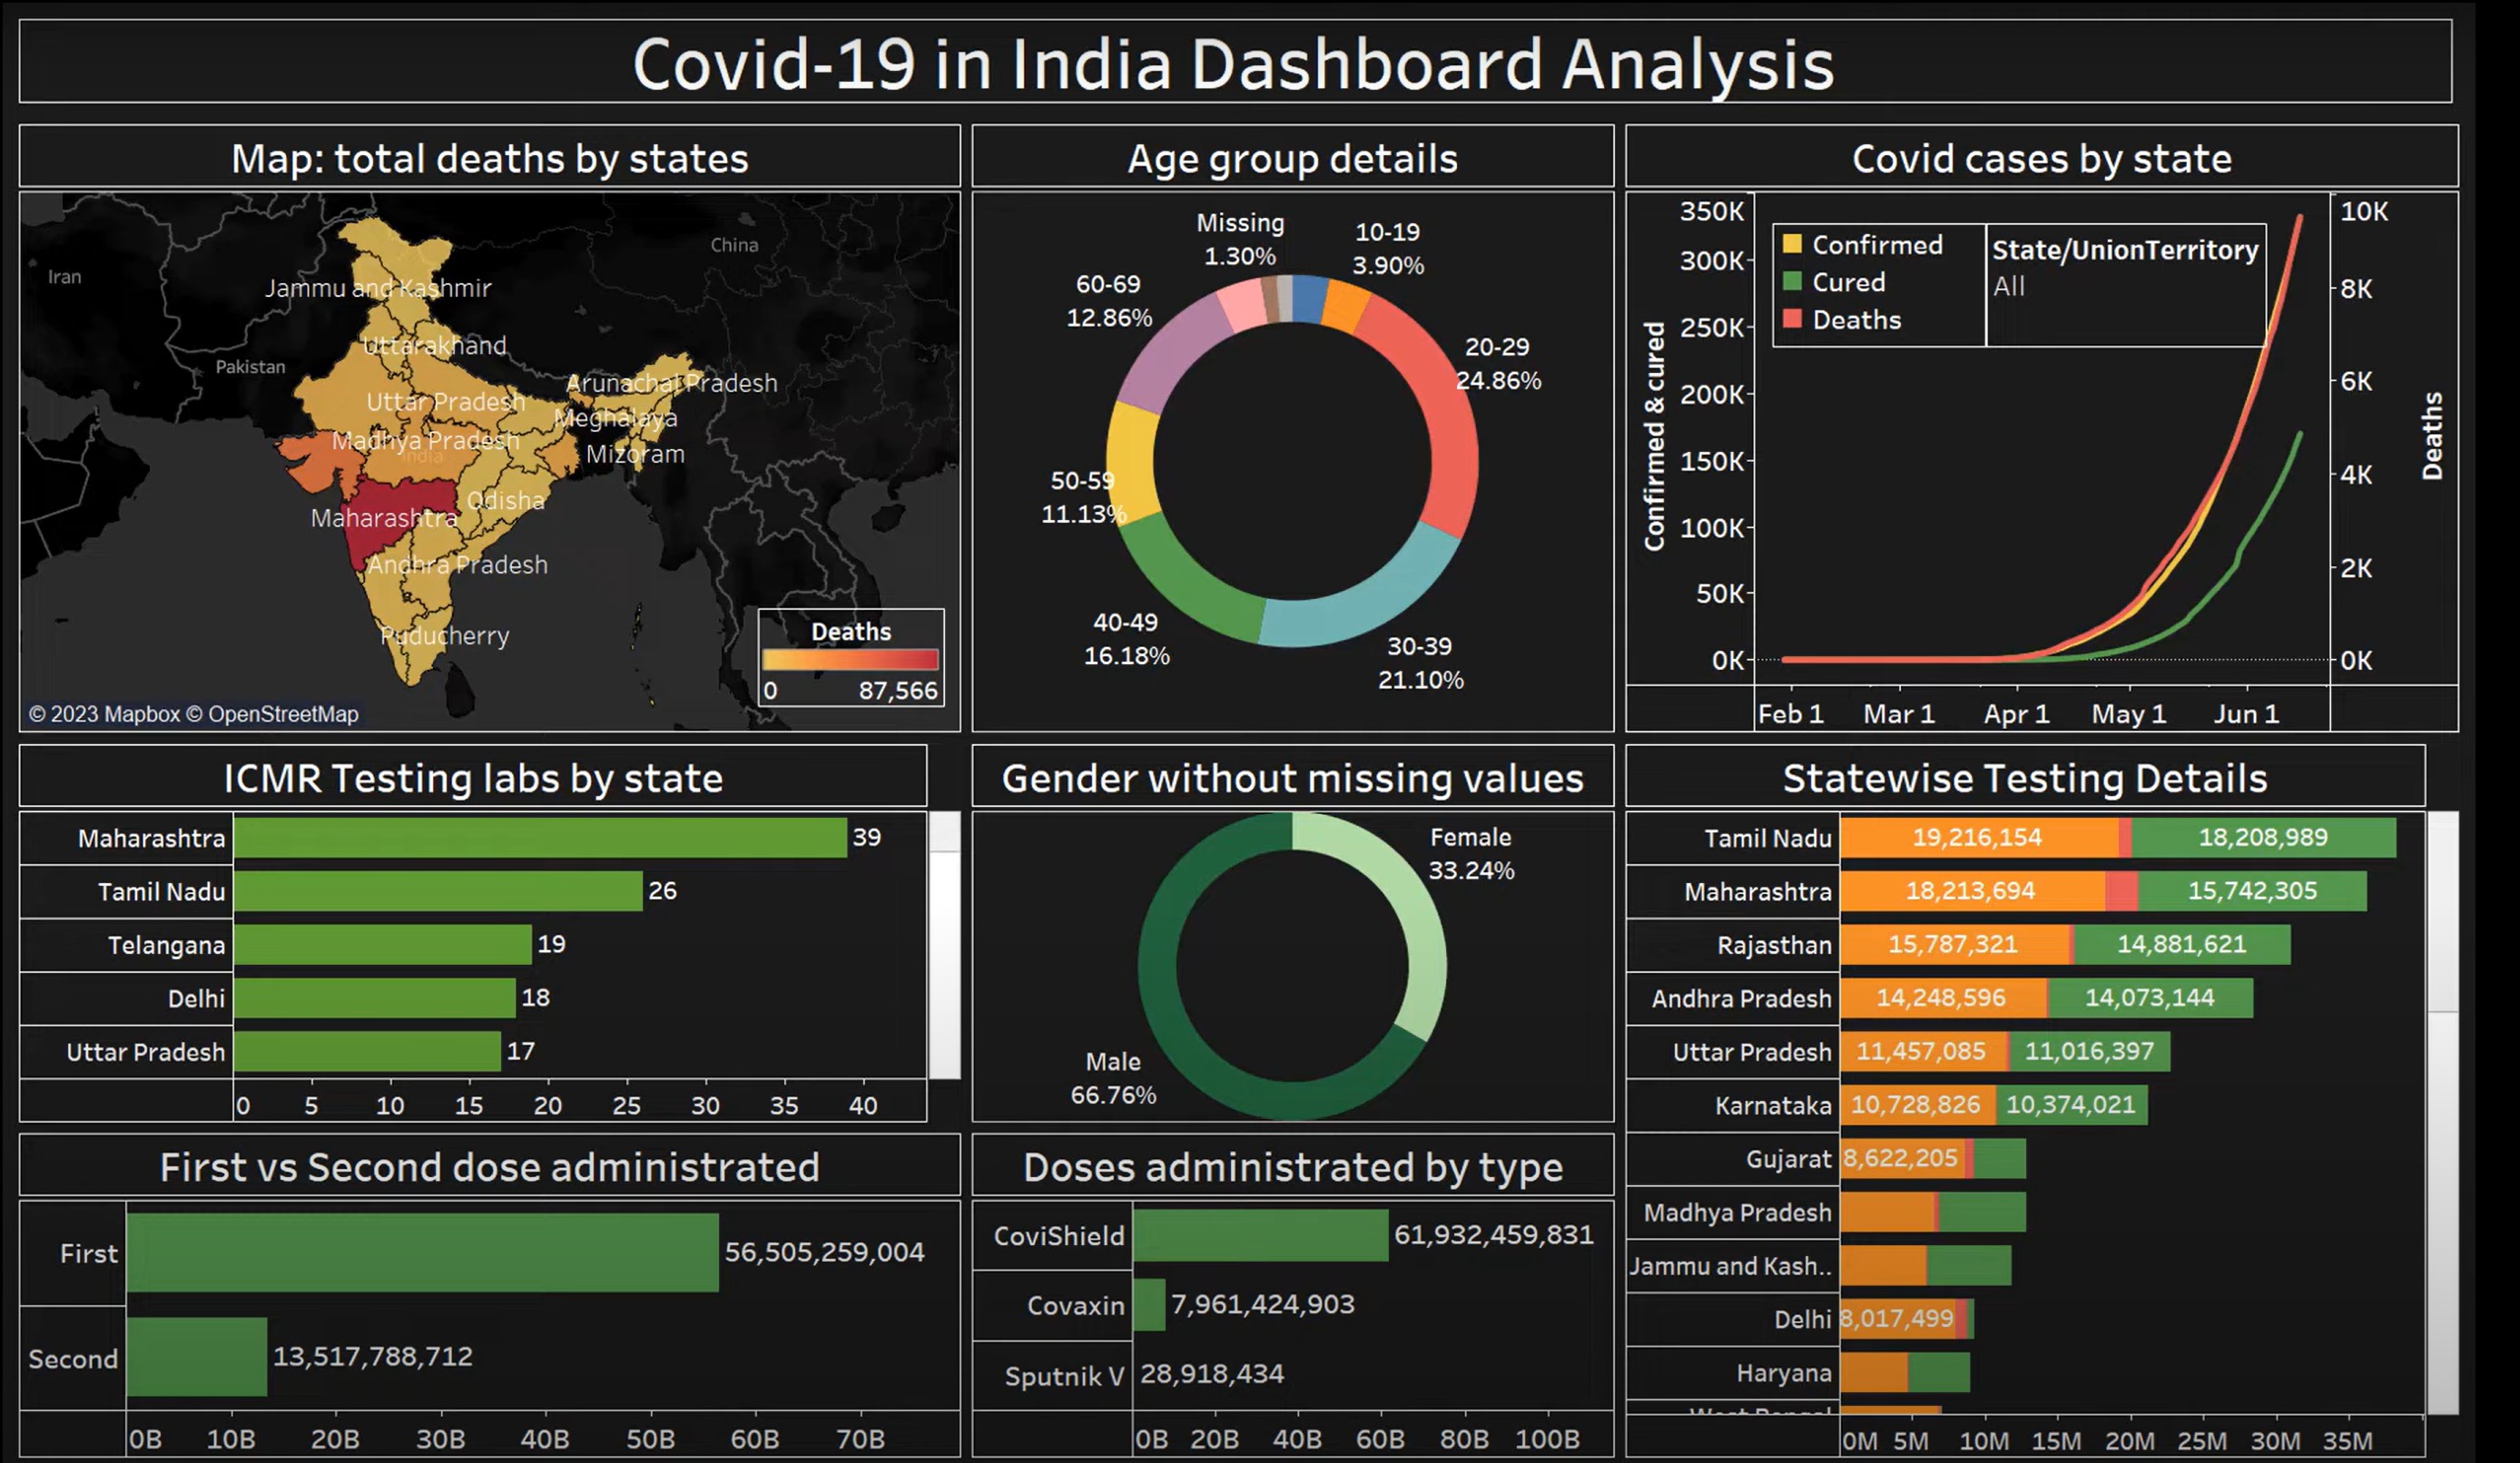 Covid-19 in India Dashboard Analysis
Map: total deaths by states
Iran
China
Jammu and Kashmir
Uttarakhand
Pakistan
Arunachal Pradesh
Uttar Pradesh
Meghalaya
Madhya Pradesh
India
Mizoram
Odisha
Maharashtra
Andhra Pradesh
Puducherry
Deaths
0 87,566
© 2023 Mapbox © OpenStreetMap
Age group details
Missing
1.30%
10-19
3.90%
60-69
12.86%
20-29
24.86%
50-59
11.13%
40-49
16.18%
30-39
21.10%
Covid cases by state
Confirmed & cured
350K
300K
250K
200K
150K
100K
50K
0K
Confirmed
Cured
Deaths
State/UnionTerritory
All
10K
8K
6K
4K
2K
0K
Deaths
Feb 1 Mar 1 Apr 1 May 1 Jun 1
ICMR Testing labs by state
Maharashtra 39
Tamil Nadu 26
Telangana 19
Delhi 18
Uttar Pradesh 17
0 5 10 15 20 25 30 35 40
Gender without missing values
Female
33.24%
Male
66.76%
Statewise Testing Details
Tamil Nadu 19,216,154 18,208,989
Maharashtra 18,213,694 15,742,305
Rajasthan 15,787,321 14,881,621
Andhra Pradesh 14,248,596 14,073,144
Uttar Pradesh 11,457,085 11,016,397
Karnataka 10,728,826 10,374,021
Gujarat 8,622,205
Madhya Pradesh
Jammu and Kash..
Delhi 8,017,499
Haryana
West Bengal
0M 5M 10M 15M 20M 25M 30M 35M
First vs Second dose administrated
First 56,505,259,004
Second 13,517,788,712
0B 10B 20B 30B 40B 50B 60B 70B
Doses administrated by type
CoviShield 61,932,459,831
Covaxin 7,961,424,903
Sputnik V 28,918,434
0B 20B 40B 60B 80B 100B